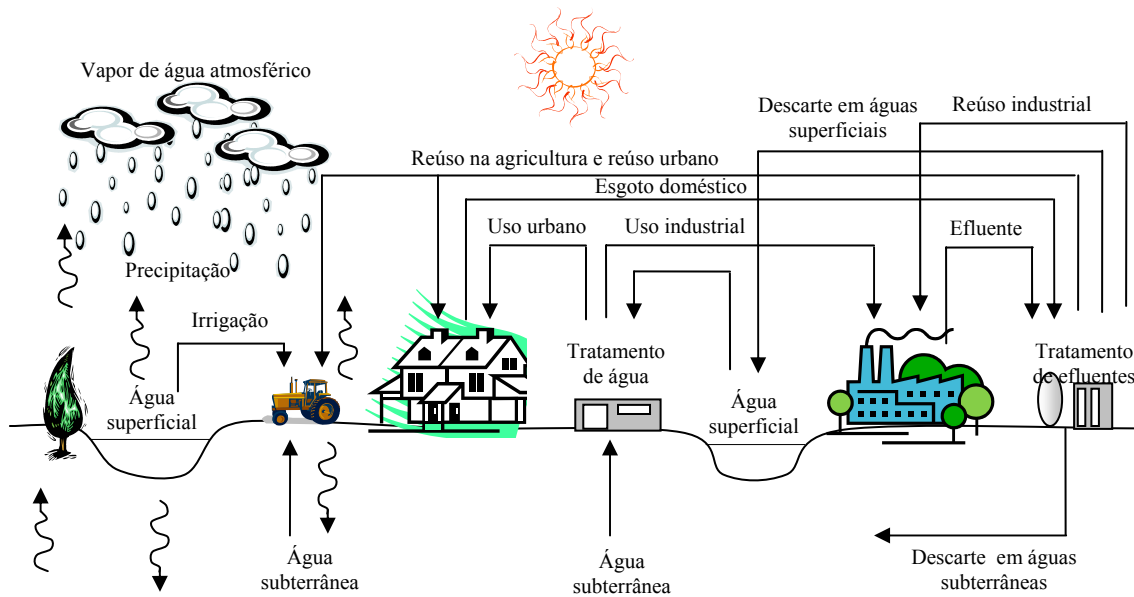 Vapor de água atmosférico
Descarte em águas
superficiais
Reúso industrial
Reúso na agricultura e reúso urbano
Esgoto doméstico
Uso urbano
Uso industrial
Efluente
Precipitação
Irrigação
Água
superficial
Tratamento
de água
Água
superficial
Tratamento
de efluentes
Água
subterrânea
Água
subterrânea
Descarte em águas
subterrâneas